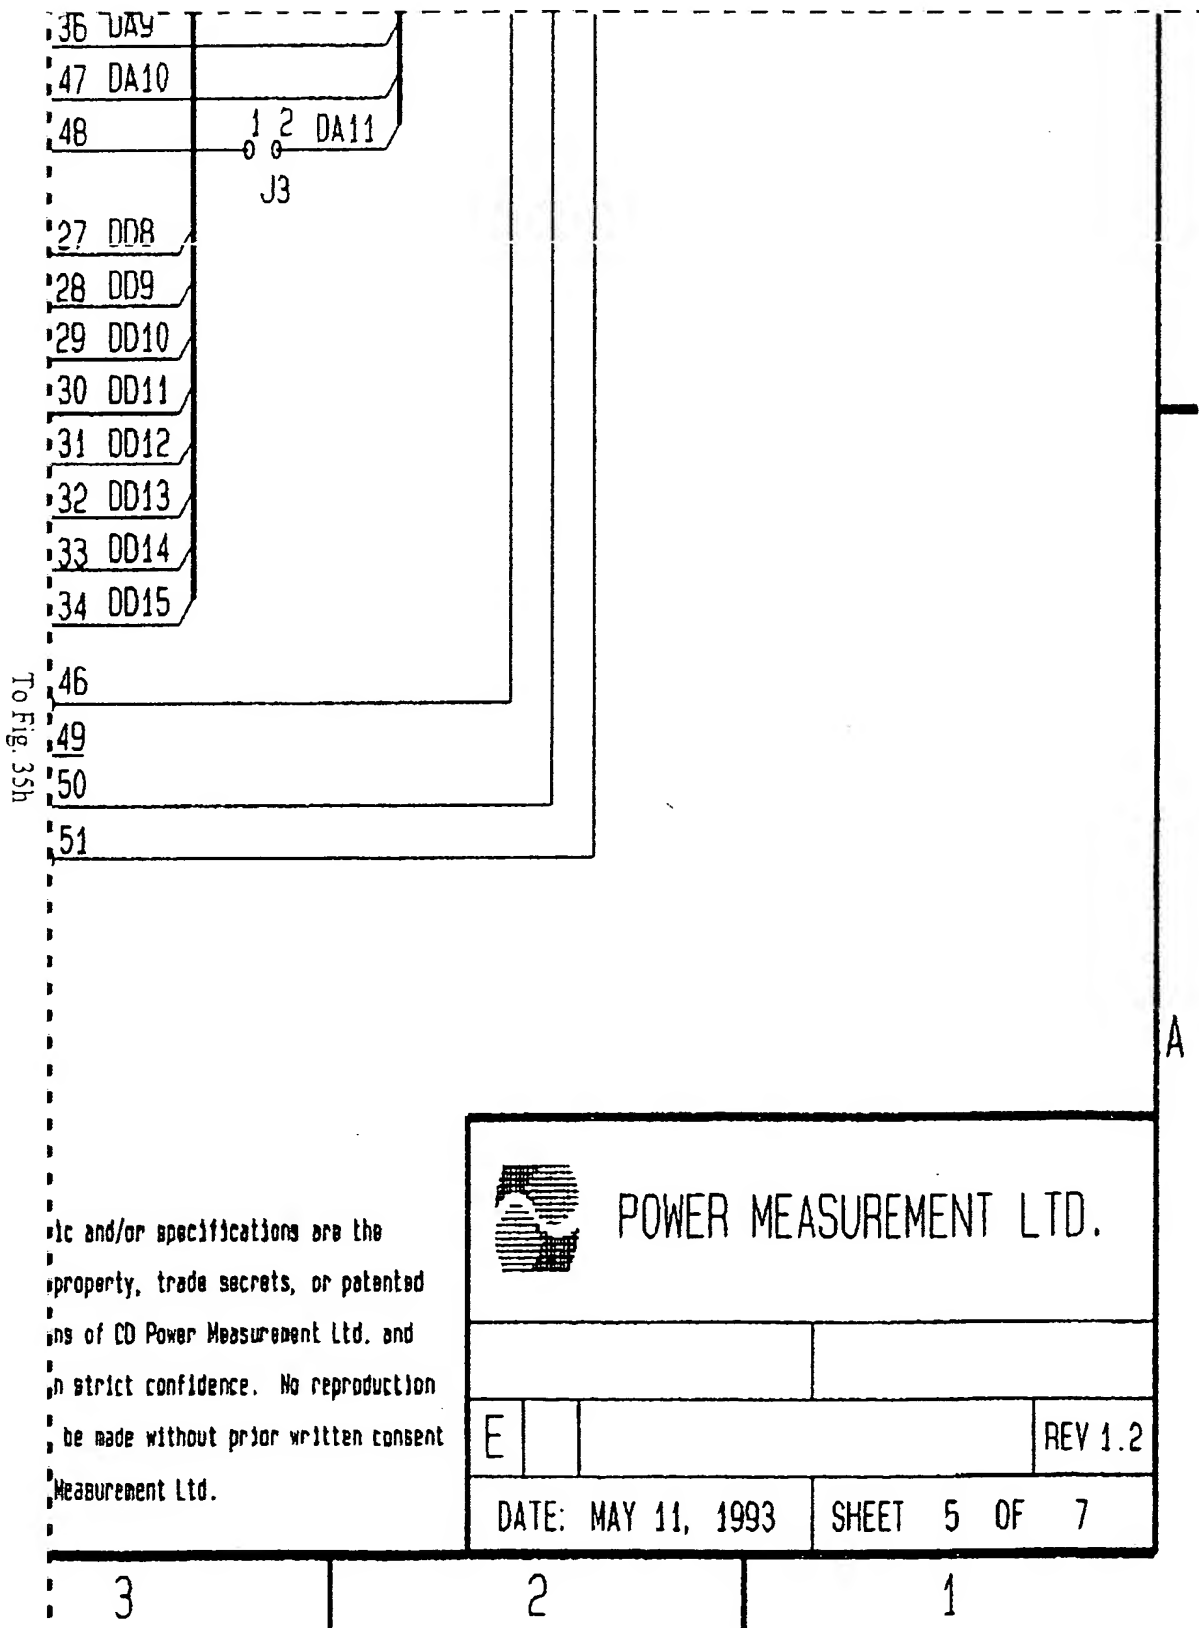 36 DA9
47 DA10
48 1 2 DA11
J3
27 DD8
28 DD9
29 DD10
30 DD11
31 DD12
32 DD13
33 DD14
34 DD15
46
49
50
51
To Fig. 35h
A
POWER MEASUREMENT LTD.
ic and/or specifications are the
property, trade secrets, or patented
ns of CD Power Measurement Ltd. and
n strict confidence. No reproduction
be made without prior written consent
Measurement Ltd.
E REV 1.2
DATE: MAY 11, 1993 SHEET 5 OF 7
3 2 1